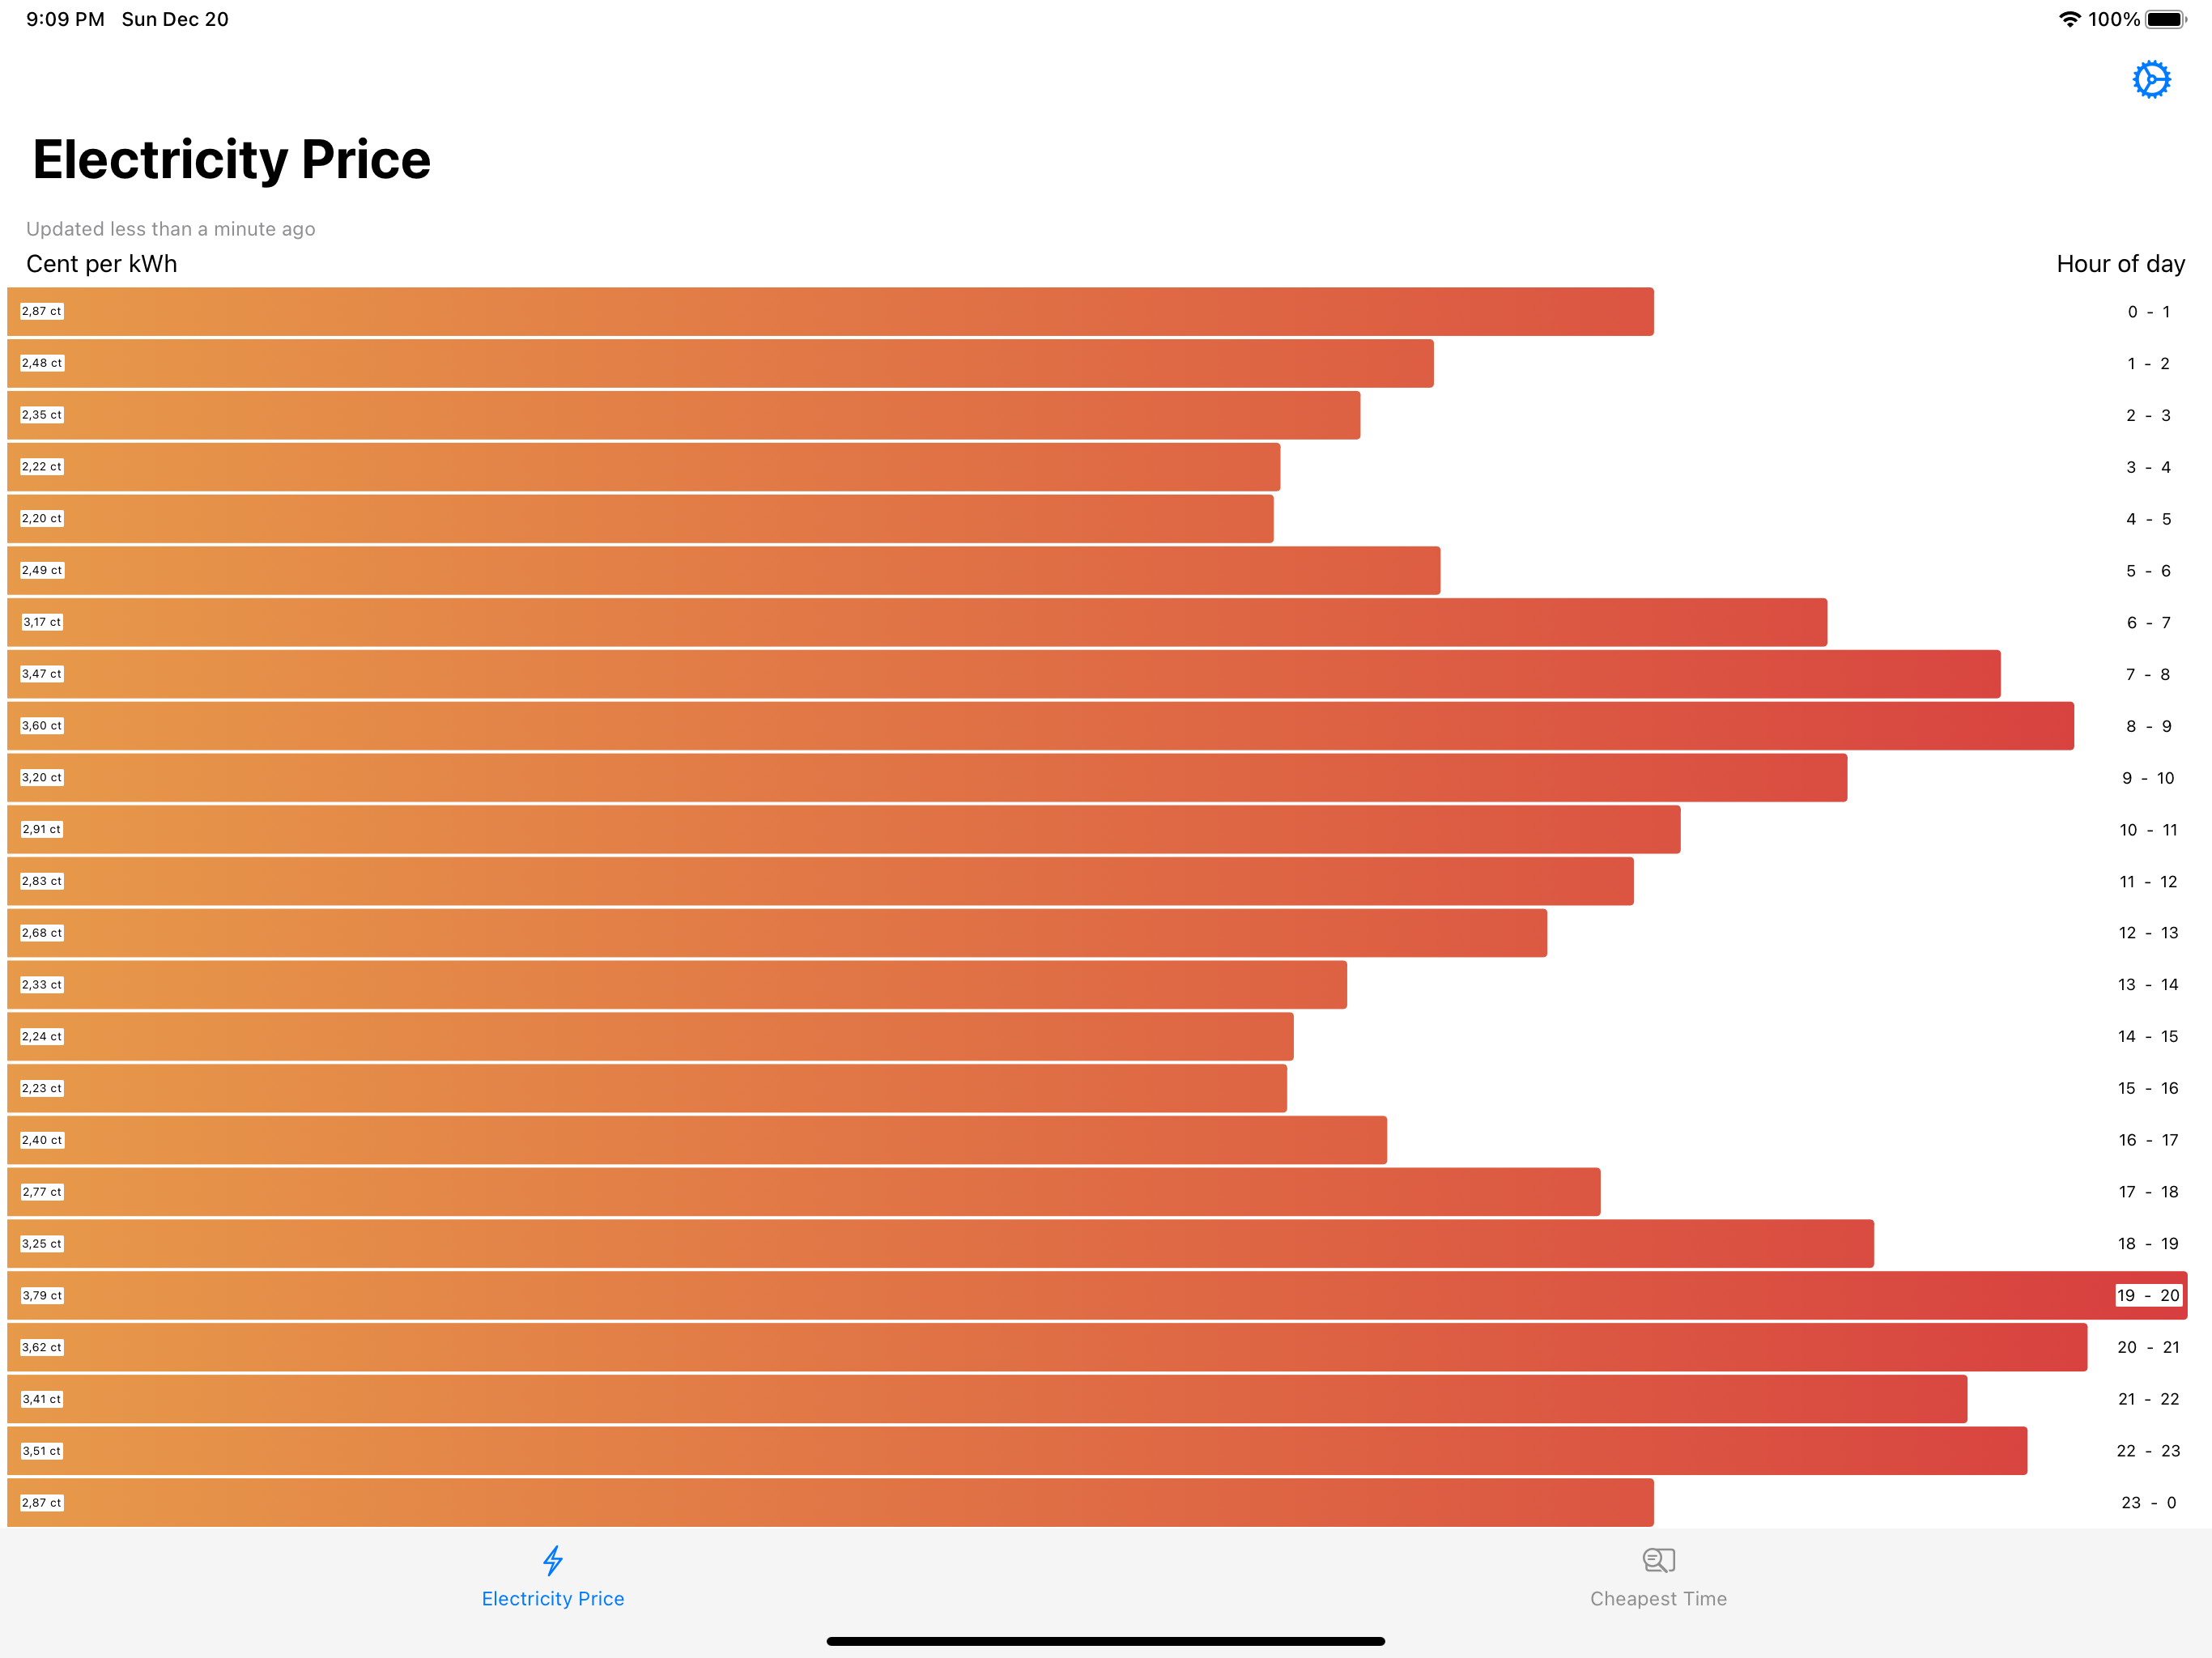 9:09 PM Sun Dec 20 100%
Electricity Price
Updated less than a minute ago
Cent per kWh Hour of day
2,87 ct 0 - 1
2,48 ct 1 - 2
2,35 ct 2 - 3
2,22 ct 3 - 4
2,20 ct 4 - 5
2,49 ct 5 - 6
3,17 ct 6 - 7
3,47 ct 7 - 8
3,60 ct 8 - 9
3,20 ct 9 - 10
2,91 ct 10 - 11
2,83 ct 11 - 12
2,68 ct 12 - 13
2,33 ct 13 - 14
2,24 ct 14 - 15
2,23 ct 15 - 16
2,40 ct 16 - 17
2,77 ct 17 - 18
3,25 ct 18 - 19
3,79 ct 19 - 20
3,62 ct 20 - 21
3,41 ct 21 - 22
3,51 ct 22 - 23
2,87 ct 23 - 0
Electricity Price Cheapest Time